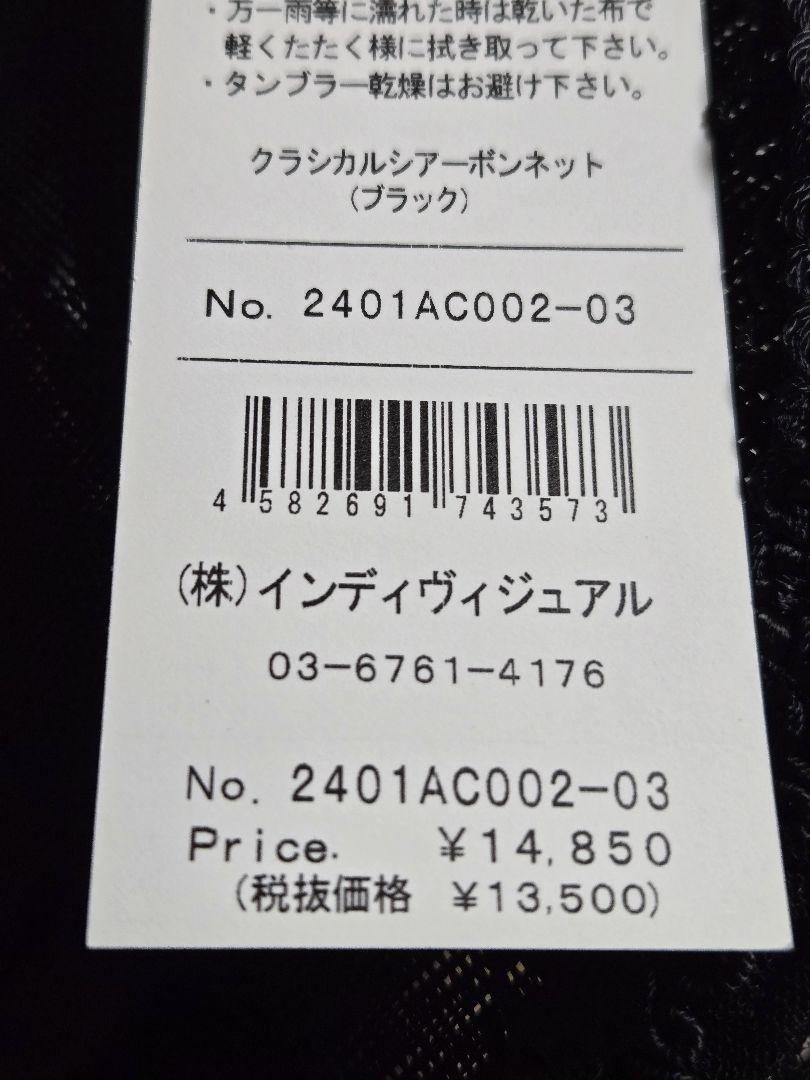 ・万一雨等に濡れた時は乾いた布で
軽くたたく様に拭き取って下さい。
・タンブラー乾燥はお避け下さい。
クラシカルシアーボンネット
(ブラック)
No. 2401AC002-03
4 582691 743573
(株)インディヴィジュアル
03-6761-4176
No. 2401AC002-03
Price. ¥14,850
(税抜価格 ¥13,500)